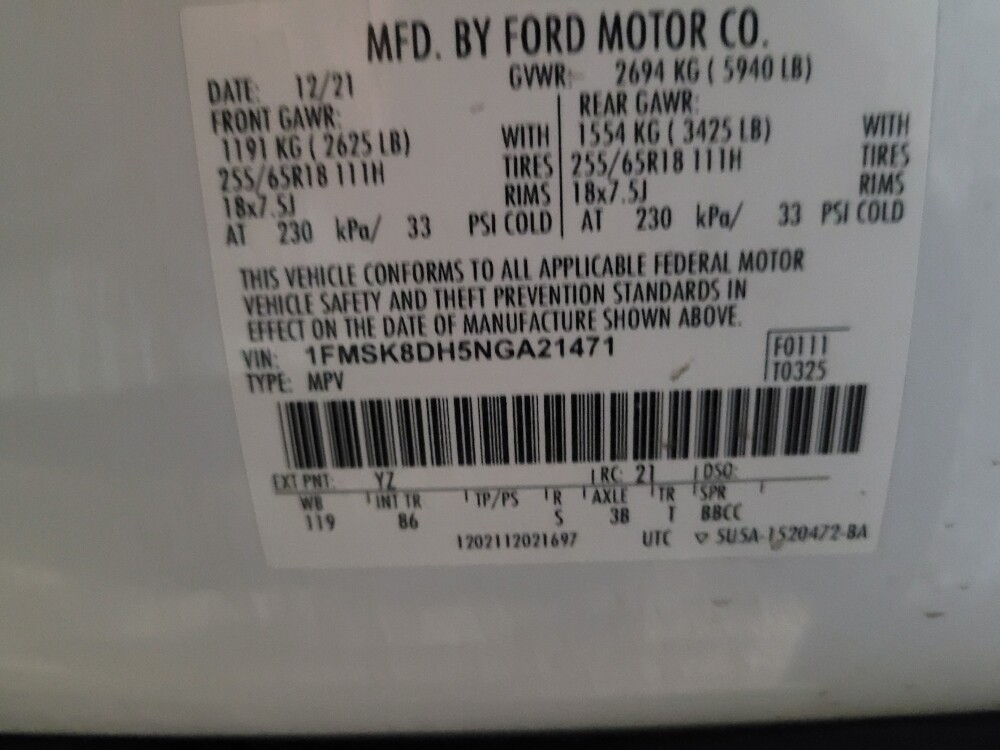 MFD. BY FORD MOTOR CO.
DATE: 12/21 GVWR: 2694 KG ( 5940 LB)
FRONT GAWR: REAR GAWR:
1191 KG ( 2625 LB) WITH 1554 KG ( 3425 LB) WITH
255/65R18 111H TIRES 255/65R18 111H TIRES
18x7.5J RIMS 18x7.5J RIMS
AT 230 kPa/ 33 PSI COLD AT 230 kPa/ 33 PSI COLD
THIS VEHICLE CONFORMS TO ALL APPLICABLE FEDERAL MOTOR
VEHICLE SAFETY AND THEFT PREVENTION STANDARDS IN
EFFECT ON THE DATE OF MANUFACTURE SHOWN ABOVE.
VIN: 1FMSK8DH5NGA21471 F0111
TYPE: MPV T0325
EXT PNT: YZ RC: 21 DSO:
WB INT TR TP/PS R AXLE TR SPR
119 86 S 3B T BBCC
1202112021697 UTC ▽ 5U5A-1520472-BA